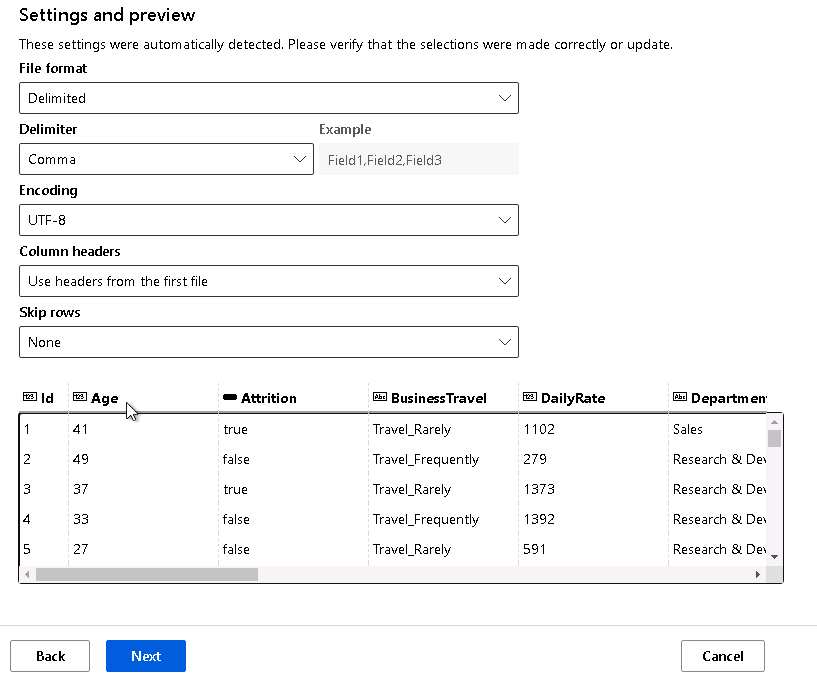 Settings and preview
These settings were automatically detected. Please verify that the selections were made correctly or update.
File format
Delimited
Delimiter Example
Comma Field1,Field2,Field3
Encoding
UTF-8
Column headers
Use headers from the first file
Skip rows
None
123 Id 123 Age Attrition Abc BusinessTravel 123 DailyRate Abc Departmen
1 41 true Travel_Rarely 1102 Sales
2 49 false Travel_Frequently 279 Research & Dev
3 37 true Travel_Rarely 1373 Research & Dev
4 33 false Travel_Frequently 1392 Research & Dev
5 27 false Travel_Rarely 591 Research & Dev
Back Next Cancel